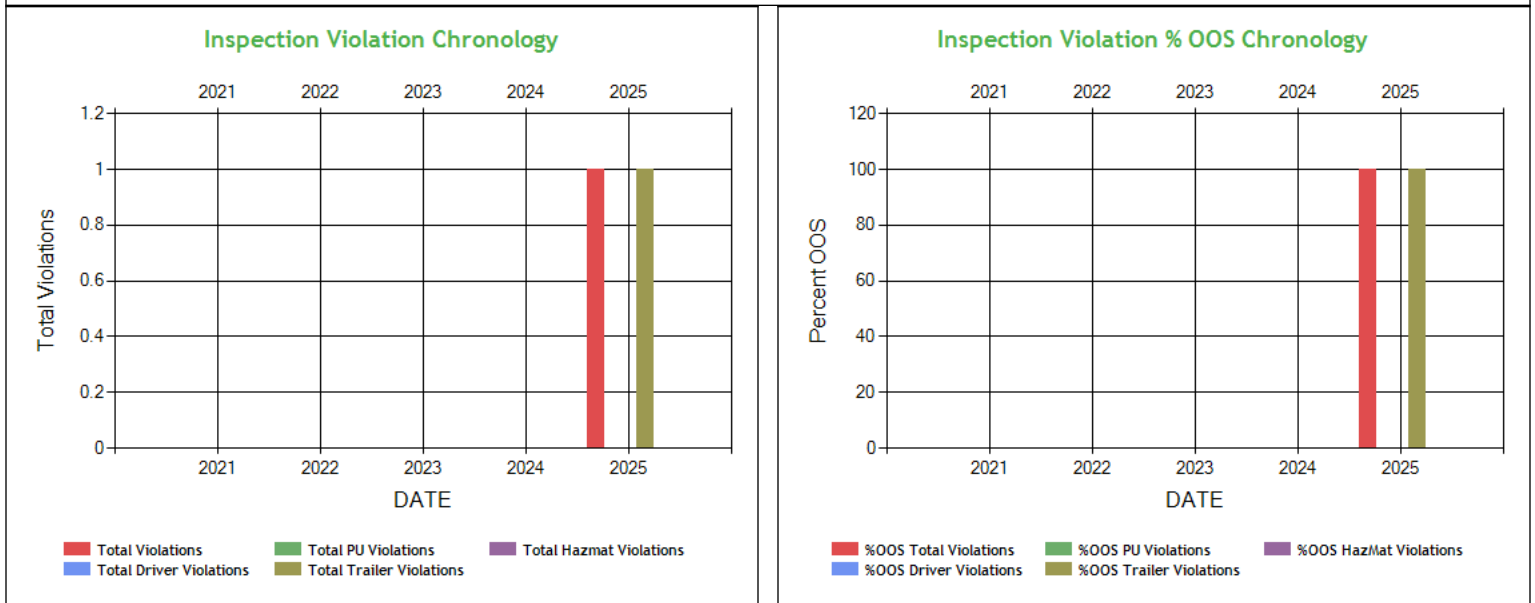 Inspection Violation Chronology
2021 2022 2023 2024 2025
1.2
1
0.8
0.6
0.4
0.2
0
Total Violations
2021 2022 2023 2024 2025
DATE
Total Violations Total PU Violations Total Hazmat Violations
Total Driver Violations Total Trailer Violations
Inspection Violation % OOS Chronology
2021 2022 2023 2024 2025
120
100
80
60
40
20
0
Percent OOS
2021 2022 2023 2024 2025
DATE
%OOS Total Violations %OOS PU Violations %OOS HazMat Violations
%OOS Driver Violations %OOS Trailer Violations